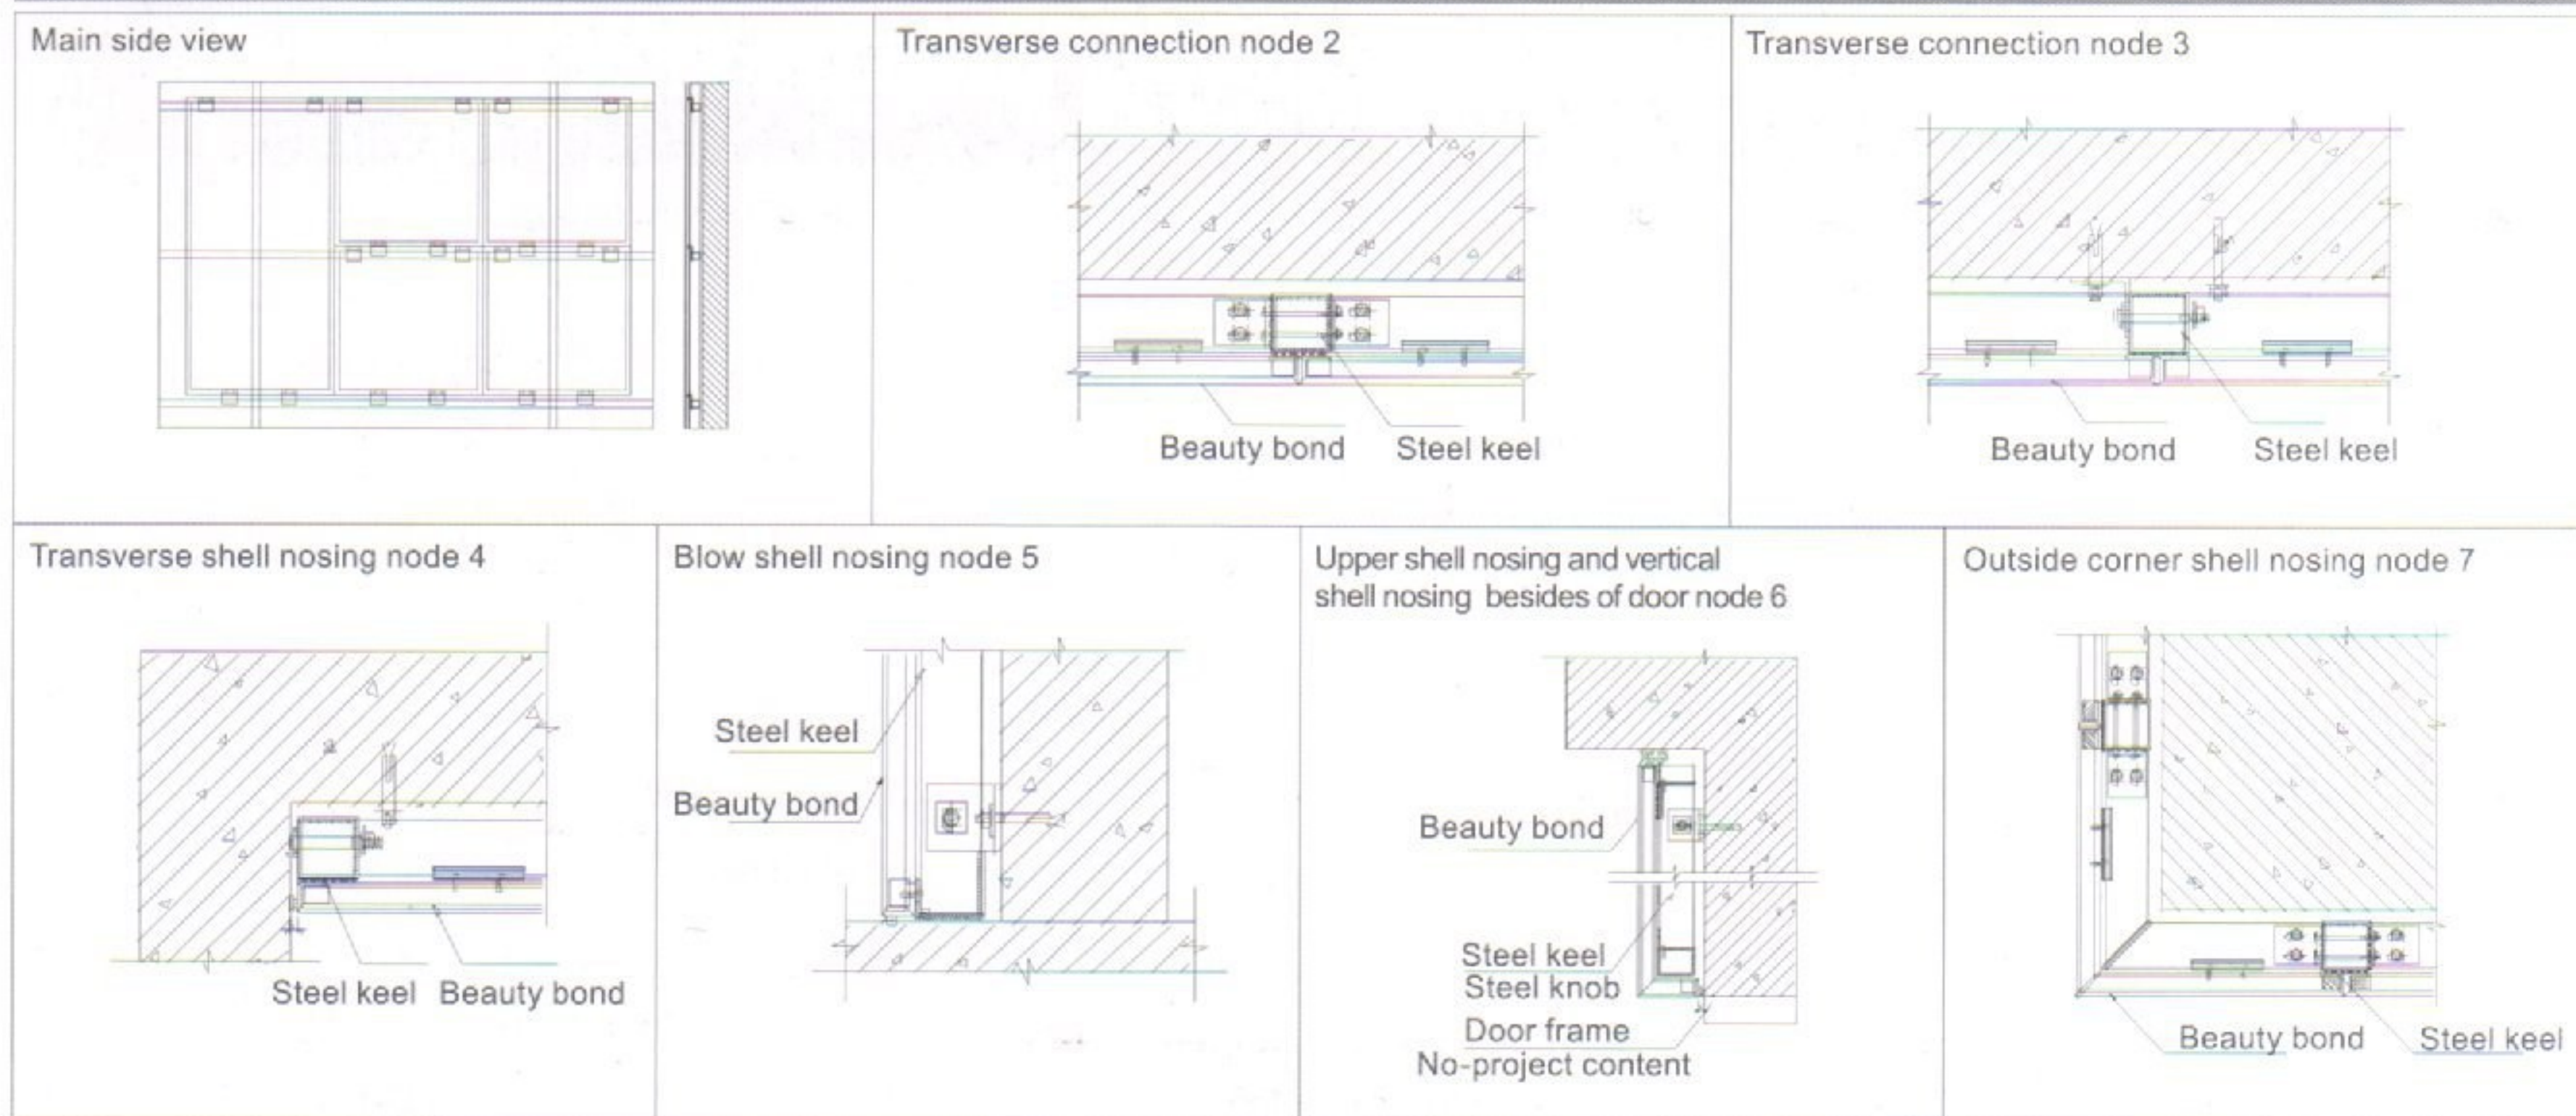 Main side view
Transverse connection node 2
Transverse connection node 3
Beauty bond
Steel keel
Beauty bond
Steel keel
Transverse shell nosing node 4
Blow shell nosing node 5
Upper shell nosing and vertical
shell nosing besides of door node 6
Outside corner shell nosing node 7
Steel keel
Beauty bond
Steel keel
Beauty bond
Beauty bond
Steel keel
Steel knob
Door frame
No-project content
Beauty bond
Steel keel